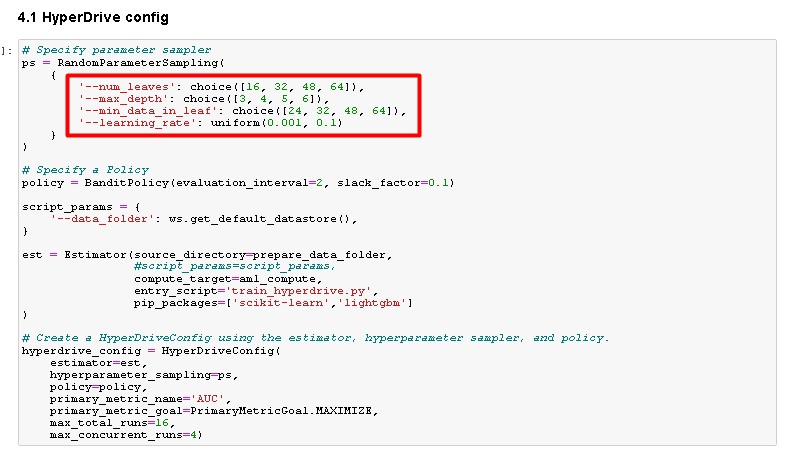 4.1 HyperDrive config
]: # Specify parameter sampler
ps = RandomParameterSampling(
{
'--num_leaves': choice([16, 32, 48, 64]),
'--max_depth': choice([3, 4, 5, 6]),
'--min_data_in_leaf': choice([24, 32, 48, 64]),
'--learning_rate': uniform(0.001, 0.1)
}
)
# Specify a Policy
policy = BanditPolicy(evaluation_interval=2, slack_factor=0.1)
script_params = {
'--data_folder': ws.get_default_datastore(),
}
est = Estimator(source_directory=prepare_data_folder,
#script_params=script_params,
compute_target=aml_compute,
entry_script='train_hyperdrive.py',
pip_packages=['scikit-learn','lightgbm']
)
# Create a HyperDriveConfig using the estimator, hyperparameter sampler, and policy.
hyperdrive_config = HyperDriveConfig(
estimator=est,
hyperparameter_sampling=ps,
policy=policy,
primary_metric_name='AUC',
primary_metric_goal=PrimaryMetricGoal.MAXIMIZE,
max_total_runs=16,
max_concurrent_runs=4)